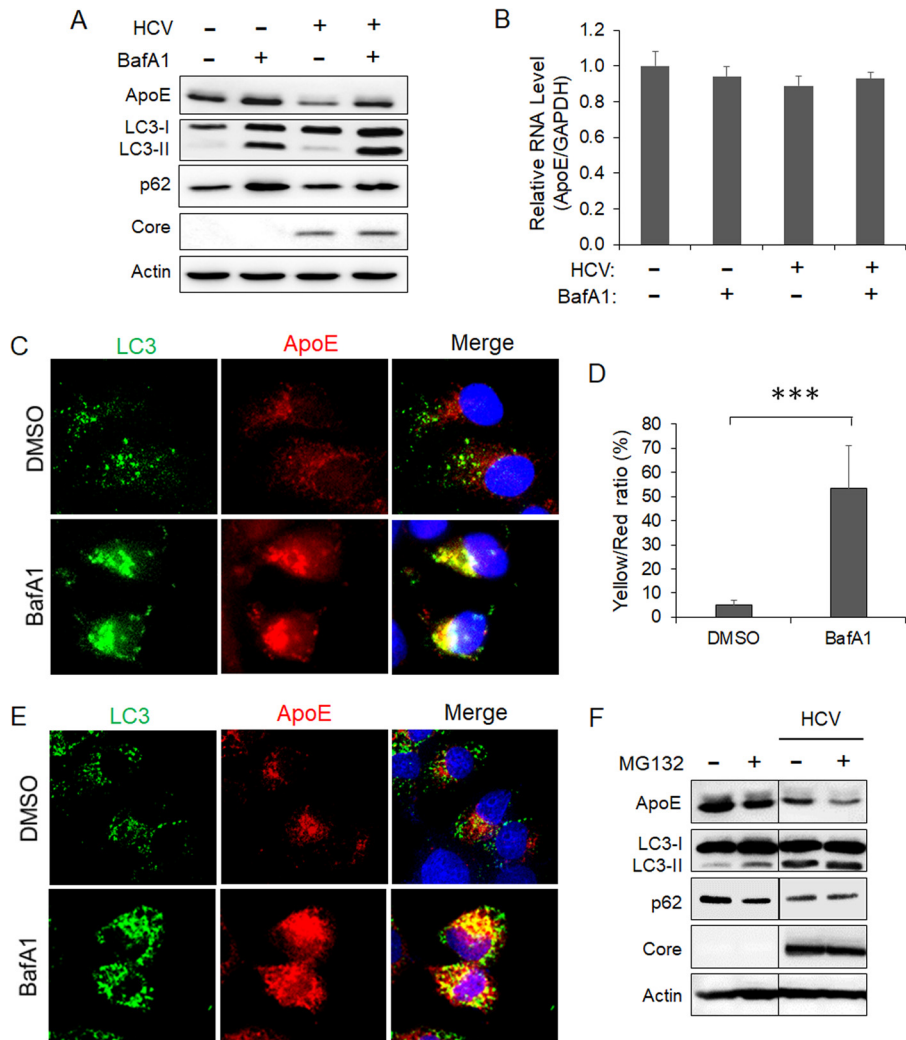 A
HCV – – + +
BafA1 – + – +
ApoE
LC3-I
LC3-II
p62
Core
Actin
B
Relative RNA Level
(ApoE/GAPDH)
1.2
1.0
0.8
0.6
0.4
0.2
0.0
HCV: – – + +
BafA1: – + – +
C
LC3 ApoE Merge
DMSO
BafA1
D
***
Yellow/Red ratio (%)
80
70
60
50
40
30
20
10
0
DMSO BafA1
E
LC3 ApoE Merge
DMSO
BafA1
F
HCV
MG132 – + – +
ApoE
LC3-I
LC3-II
p62
Core
Actin